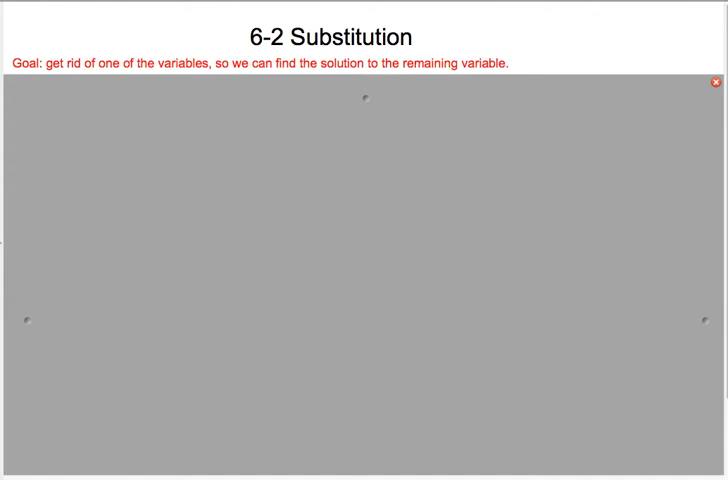 6-2 Substitution
Goal: get rid of one of the variables, so we can find the solution to the remaining variable.